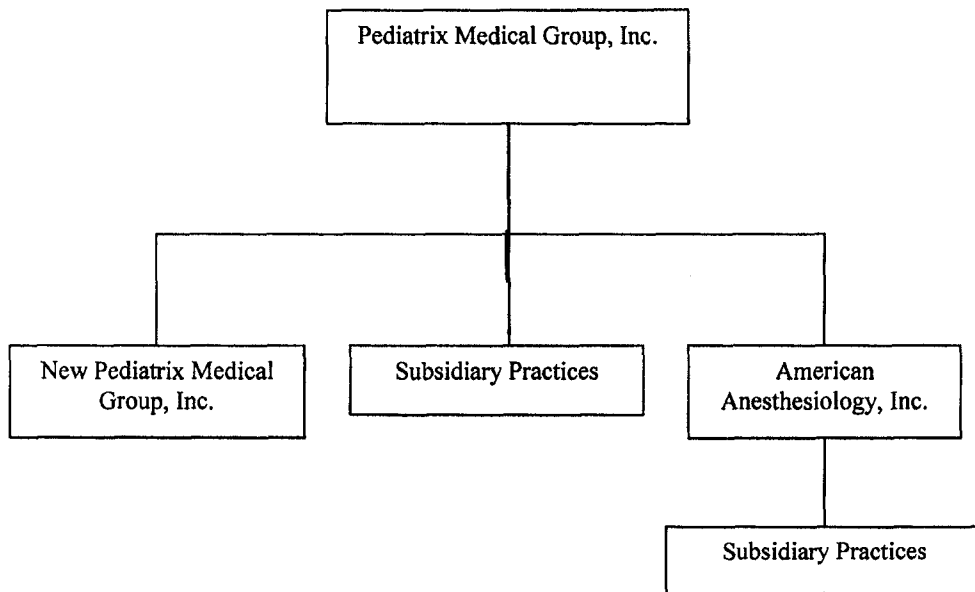 Pediatrix Medical Group, Inc.
New Pediatrix Medical
Group, Inc.
Subsidiary Practices
American
Anesthesiology, Inc.
Subsidiary Practices